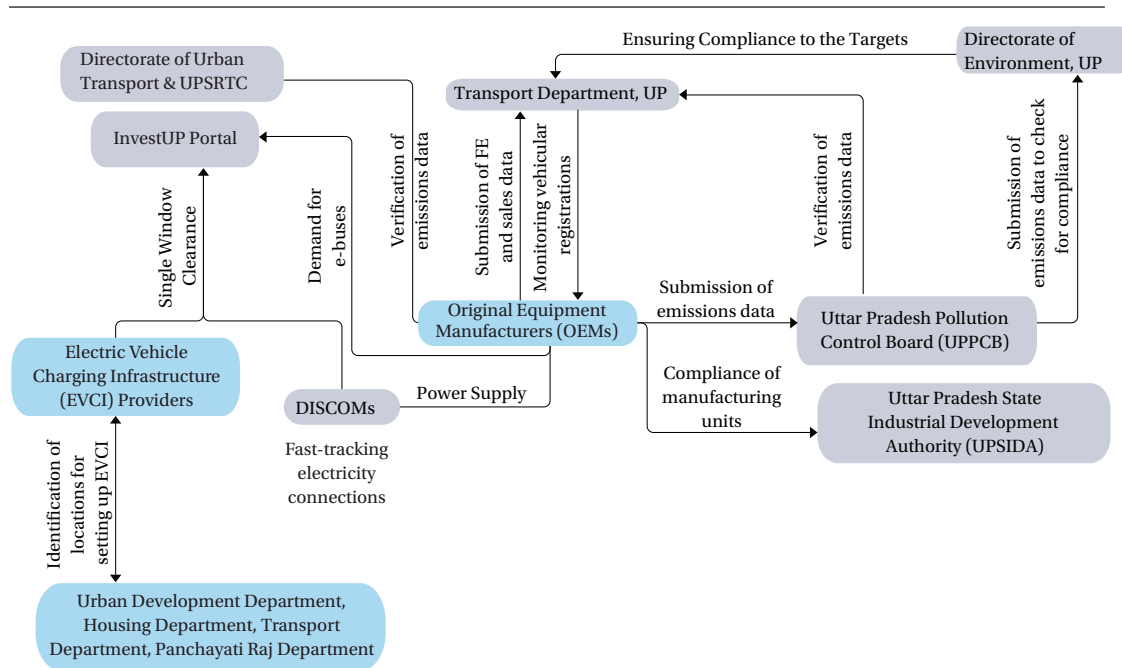 Ensuring Compliance to the Targets
Directorate of
Environment, UP
Directorate of Urban
Transport & UPSRTC
Transport Department, UP
InvestUP Portal
Single Window
Clearance
Demand for
e-buses
Verification of
emissions data
Submission of FE
and sales data
Monitoring vehicular
registrations
Verification of
emissions data
Submission of
emissions data to check
for compliance
Original Equipment
Manufacturers (OEMs)
Submission of
emissions data
Uttar Pradesh Pollution
Control Board (UPPCB)
Electric Vehicle
Charging Infrastructure
(EVCI) Providers
DISCOMs
Power Supply
Fast-tracking
electricity
connections
Compliance of
manufacturing
units
Uttar Pradesh State
Industrial Development
Authority (UPSIDA)
Identification of
locations for
setting up EVCI
Urban Development Department,
Housing Department, Transport
Department, Panchayati Raj Department